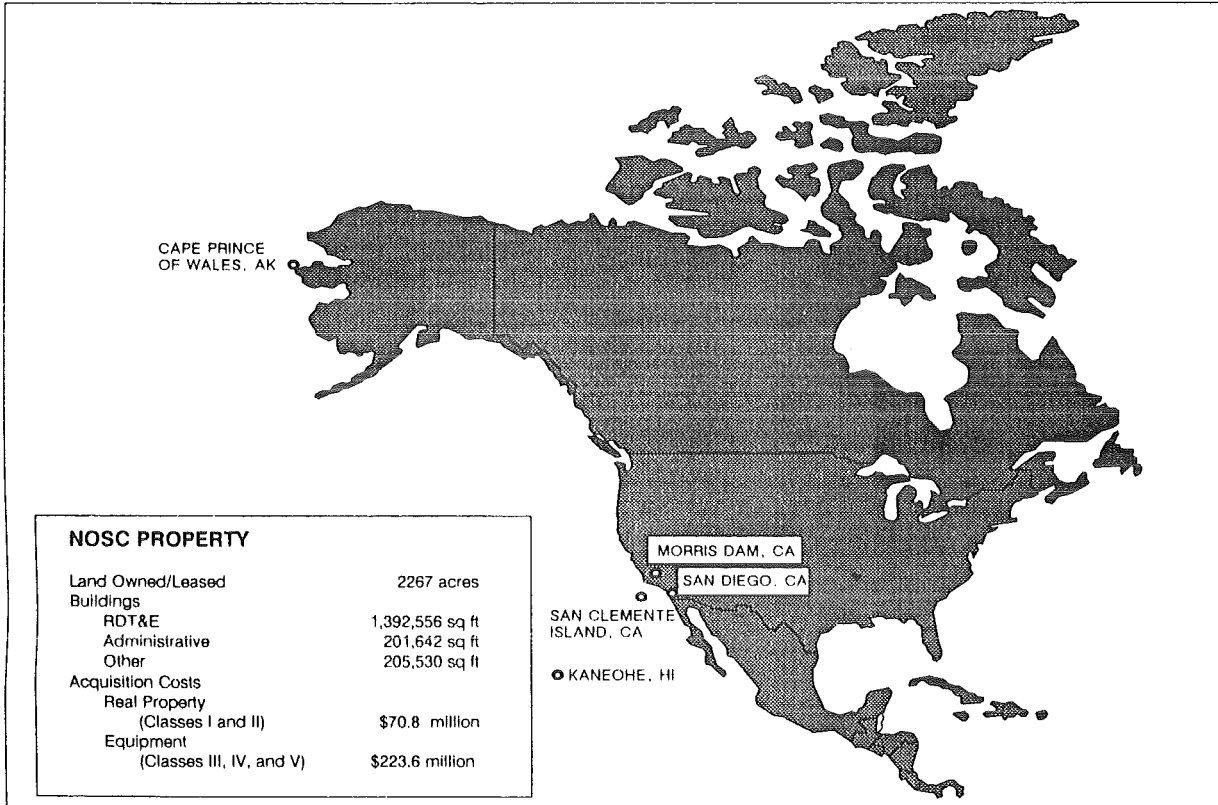 CAPE PRINCE
OF WALES, AK
MORRIS DAM, CA
SAN DIEGO, CA
SAN CLEMENTE
ISLAND, CA
KANEOHE, HI
NOSC PROPERTY
Land Owned/Leased 2267 acres
Buildings
RDT&E 1,392,556 sq ft
Administrative 201,642 sq ft
Other 205,530 sq ft
Acquisition Costs
Real Property
(Classes I and II) $70.8 million
Equipment
(Classes III, IV, and V) $223.6 million